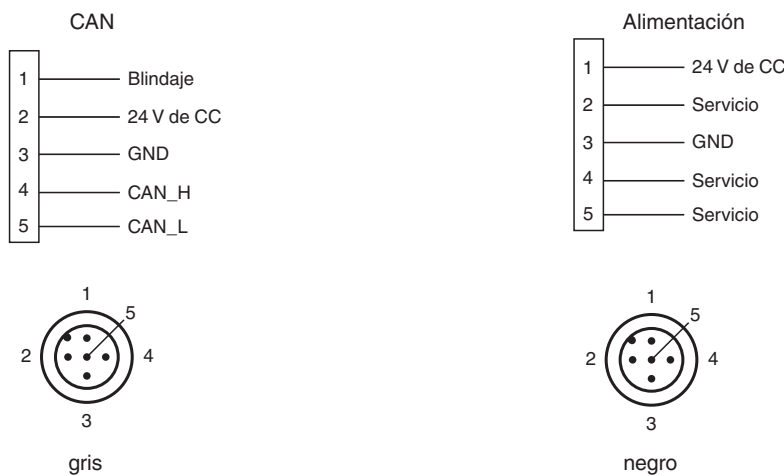 CAN
1 Blindaje
2 24 V de CC
3 GND
4 CAN_H
5 CAN_L
1
5
2
4
3
gris
Alimentación
1 24 V de CC
2 Servicio
3 GND
4 Servicio
5 Servicio
1
5
2
4
3
negro